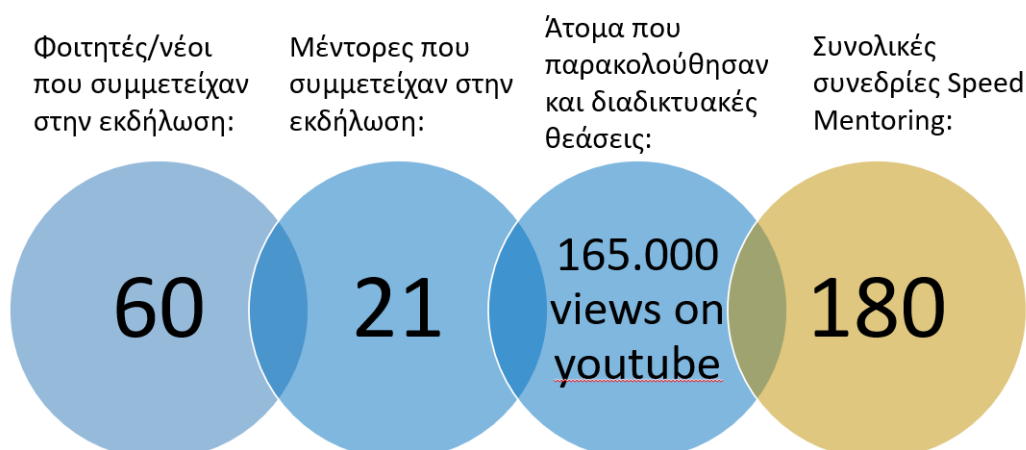 Φοιτητές/νέοι
που συμμετείχαν
στην εκδήλωση:
Μέντορες που
συμμετείχαν στην
εκδήλωση:
Άτομα που
παρακολούθησαν
και διαδικτυακές
θεάσεις:
Συνολικές
συνεδρίες Speed
Mentoring:
60
21
165.000
views on
youtube
180